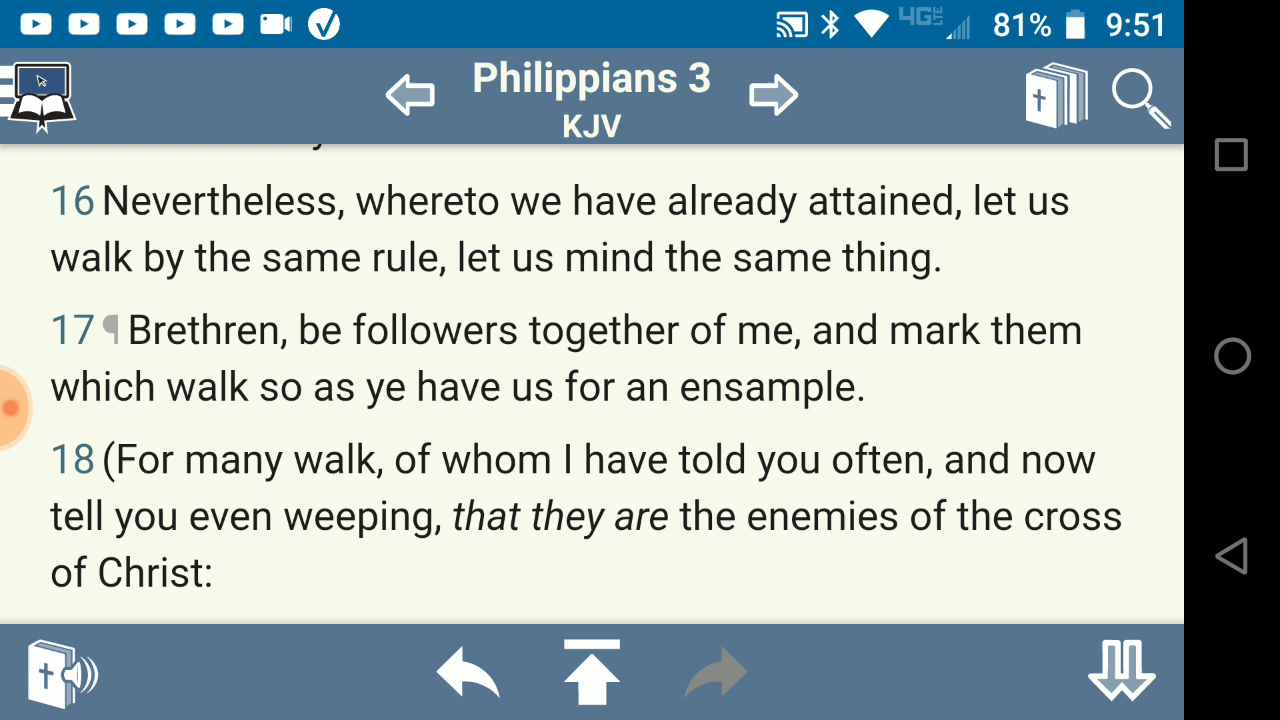 4G LTE 81% 9:51
Philippians 3
KJV
16 Nevertheless, whereto we have already attained, let us
walk by the same rule, let us mind the same thing.
17 ¶ Brethren, be followers together of me, and mark them
which walk so as ye have us for an ensample.
18 (For many walk, of whom I have told you often, and now
tell you even weeping, that they are the enemies of the cross
of Christ: